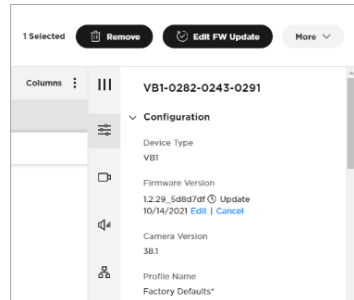 1 Selected Remove Edit FW Update More
Columns
VB1-0282-0243-0291
Configuration
Device Type
VB1
Firmware Version
1.2.29_5d8d7df Update
10/14/2021 Edit | Cancel
Camera Version
38.1
Profile Name
Factory Defaults*